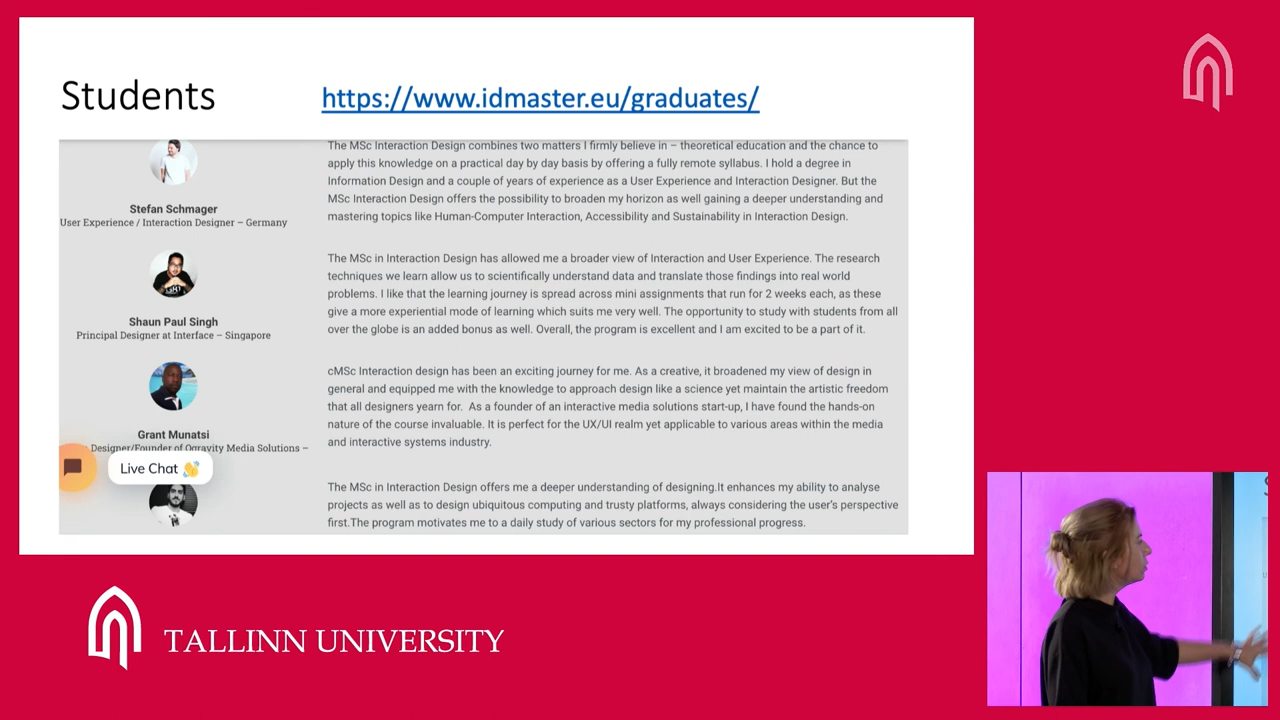 Students
https://www.idmaster.eu/graduates/
Stefan Schmager
User Experience / Interaction Designer – Germany
The MSc Interaction Design combines two matters I firmly believe in – theoretical education and the chance to
apply this knowledge on a practical day by day basis by offering a fully remote syllabus. I hold a degree in
Information Design and a couple of years of experience as a User Experience and Interaction Designer. But the
MSc Interaction Design offers the possibility to broaden my horizon as well gaining a deeper understanding and
mastering topics like Human-Computer Interaction, Accessibility and Sustainability in Interaction Design.
Shaun Paul Singh
Principal Designer at Interface – Singapore
The MSc in Interaction Design has allowed me a broader view of Interaction and User Experience. The research
techniques we learn allow us to scientifically understand data and translate those findings into real world
problems. I like that the learning journey is spread across mini assignments that run for 2 weeks each, as these
give a more experiential mode of learning which suits me very well. The opportunity to study with students from all
over the globe is an added bonus as well. Overall, the program is excellent and I am excited to be a part of it.
Grant Munatsi
Designer/Founder of Ogravity Media Solutions –
cMSc Interaction design has been an exciting journey for me. As a creative, it broadened my view of design in
general and equipped me with the knowledge to approach design like a science yet maintain the artistic freedom
that all designers yearn for. As a founder of an interactive media solutions start-up, I have found the hands-on
nature of the course invaluable. It is perfect for the UX/UI realm yet applicable to various areas within the media
and interactive systems industry.
Live Chat 👋
The MSc in Interaction Design offers me a deeper understanding of designing.It enhances my ability to analyse
projects as well as to design ubiquitous computing and trusty platforms, always considering the user's perspective
first.The program motivates me to a daily study of various sectors for my professional progress.
TALLINN UNIVERSITY